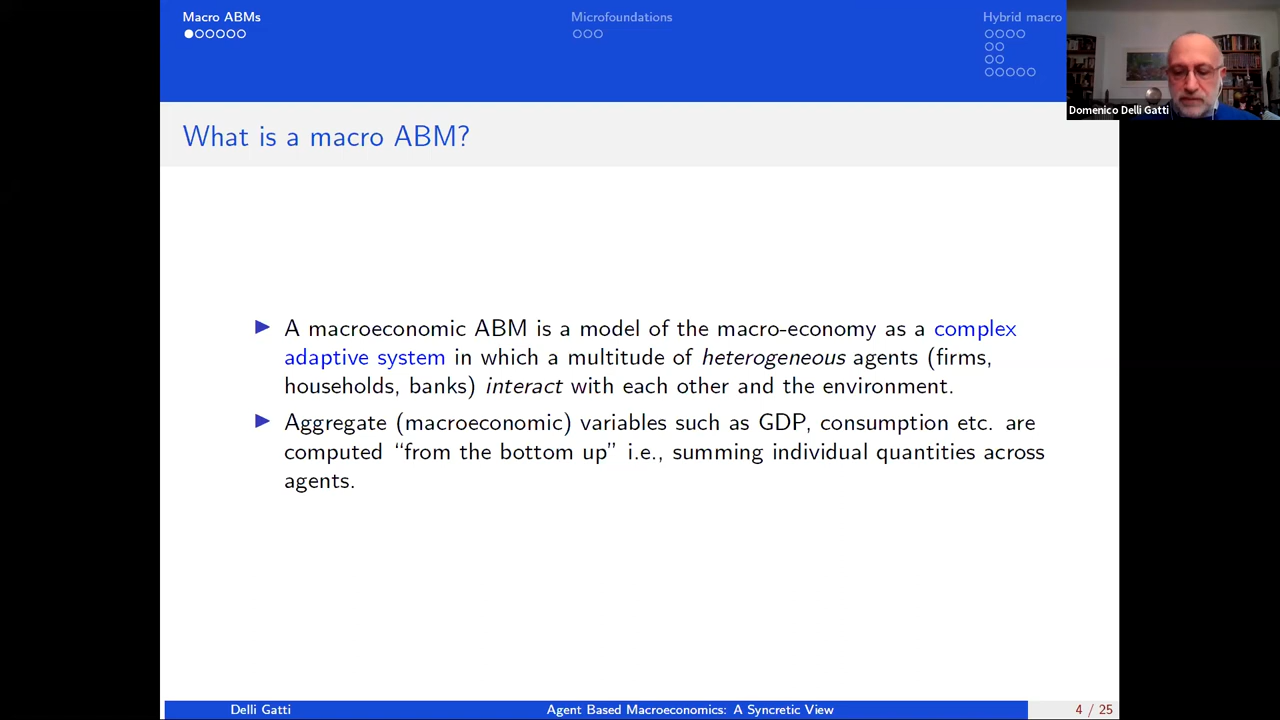 Macro ABMs
Microfoundations
Hybrid macro
Domenico Delli Gatti
What is a macro ABM?
A macroeconomic ABM is a model of the macro-economy as a complex
adaptive system in which a multitude of heterogeneous agents (firms,
households, banks) interact with each other and the environment.
Aggregate (macroeconomic) variables such as GDP, consumption etc. are
computed “from the bottom up” i.e., summing individual quantities across
agents.
Delli Gatti
Agent Based Macroeconomics: A Syncretic View
4 / 25